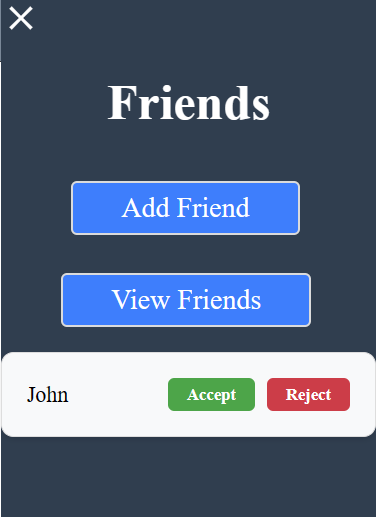 Friends
Add Friend
View Friends
John Accept Reject